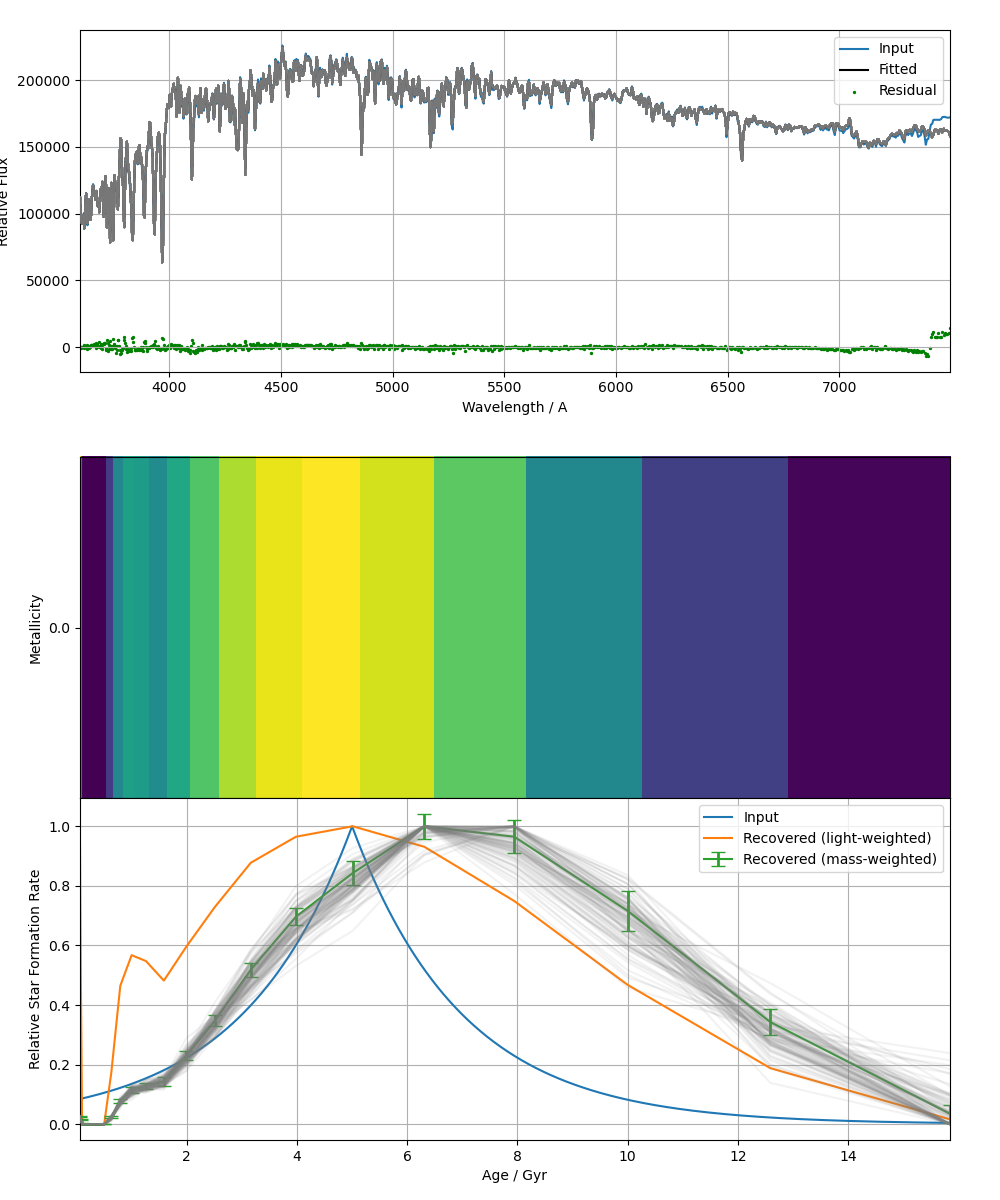 Relative Flux
200000
150000
100000
50000
0
Input
Fitted
Residual
4000 4500 5000 5500 6000 6500 7000
Wavelength / A
Metallicity
0.0
Relative Star Formation Rate
1.0
0.8
0.6
0.4
0.2
0.0
Input
Recovered (light-weighted)
Recovered (mass-weighted)
2 4 6 8 10 12 14
Age / Gyr